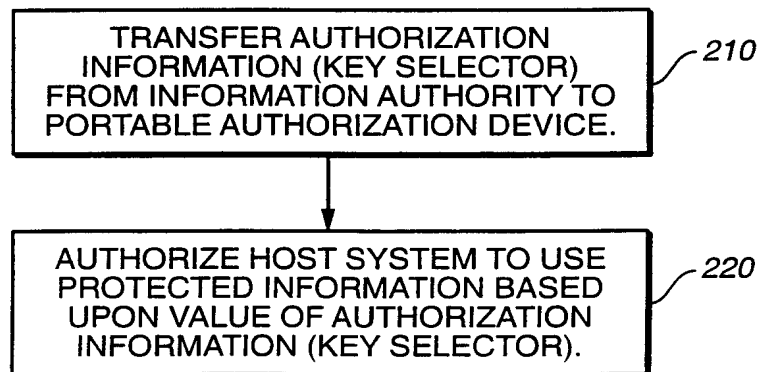 TRANSFER AUTHORIZATION
INFORMATION (KEY SELECTOR)
FROM INFORMATION AUTHORITY TO
PORTABLE AUTHORIZATION DEVICE.
210
AUTHORIZE HOST SYSTEM TO USE
PROTECTED INFORMATION BASED
UPON VALUE OF AUTHORIZATION
INFORMATION (KEY SELECTOR).
220